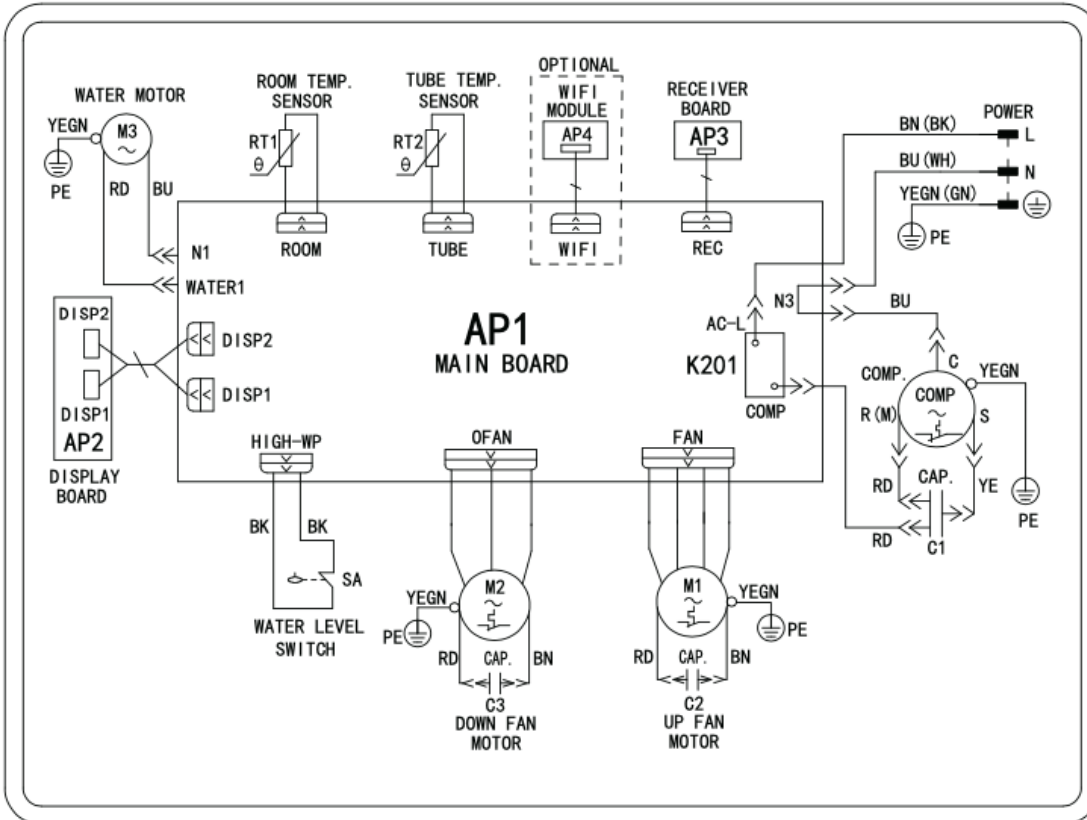 WATER MOTOR
YEGN
M3
~
PE
RD
BU
ROOM TEMP.
SENSOR
RT1
θ
ROOM
TUBE TEMP.
SENSOR
RT2
θ
TUBE
OPTIONAL
WIFI
MODULE
AP4
WIFI
RECEIVER
BOARD
AP3
REC
POWER
BN(BK)
L
BU(WH)
N
YEGN(GN)
PE
N1
WATER1
DISP2
DISP1
AP2
DISPLAY
BOARD
DISP2
DISP1
AP1
MAIN BOARD
AC-L
K201
COMP
N3
BU
C
COMP.
COMP
~
YEGN
R(M)
S
RD
CAP.
YE
PE
RD
C1
HIGH-WP
BK
BK
SA
WATER LEVEL
SWITCH
OFAN
M2
~
YEGN
PE
RD
CAP.
BN
C3
DOWN FAN
MOTOR
FAN
M1
~
YEGN
PE
RD
CAP.
BN
C2
UP FAN
MOTOR